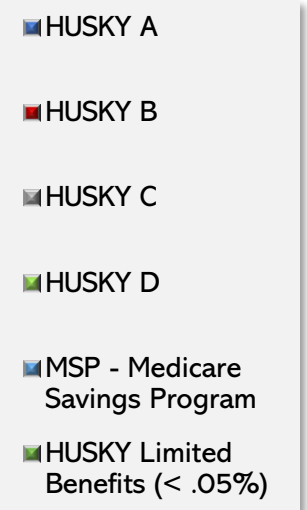 HUSKY A
HUSKY B
HUSKY C
HUSKY D
MSP - Medicare
Savings Program
HUSKY Limited
Benefits (< .05%)